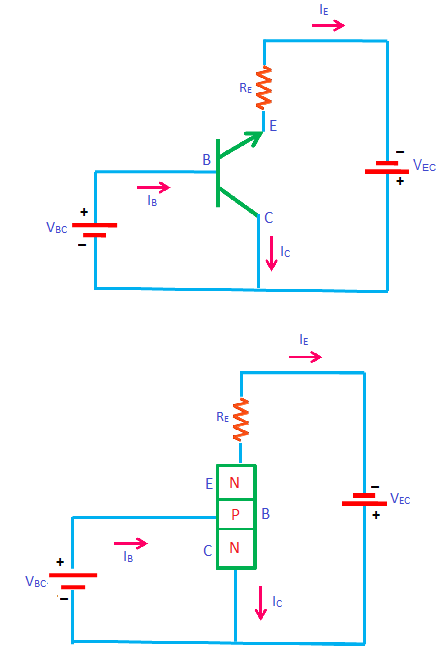 IE
RE
E
B
−
VEC
+
IB
+
VBC
−
C
IC
IE
RE
E N
P B
C N
−
VEC
+
IB
+
VBC.
−
IC